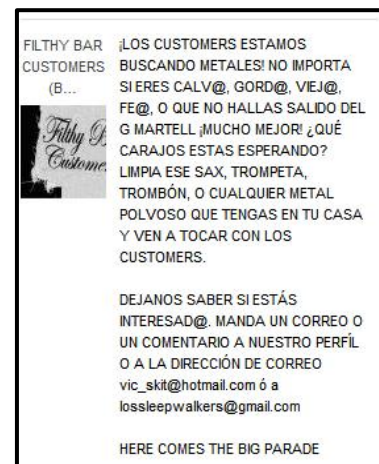 FILTHY BAR
CUSTOMERS
(B...
Filthy B
Custome
¡LOS CUSTOMERS ESTAMOS
BUSCANDO METALES! NO IMPORTA
SI ERES CALV@, GORD@, VIEJ@,
FE@, O QUE NO HALLAS SALIDO DEL
G MARTELL ¡MUCHO MEJOR! ¿QUÉ
CARAJOS ESTAS ESPERANDO?
LIMPIA ESE SAX, TROMPETA,
TROMBÓN, O CUALQUIER METAL
POLVOSO QUE TENGAS EN TU CASA
Y VEN A TOCAR CON LOS
CUSTOMERS.
DEJANOS SABER SI ESTÁS
INTERESAD@. MANDA UN CORREO O
UN COMENTARIO A NUESTRO PERFÍL
O A LA DIRECCIÓN DE CORREO
vic_skit@hotmail.com ó a
lossleepwalkers@gmail.com
HERE COMES THE BIG PARADE